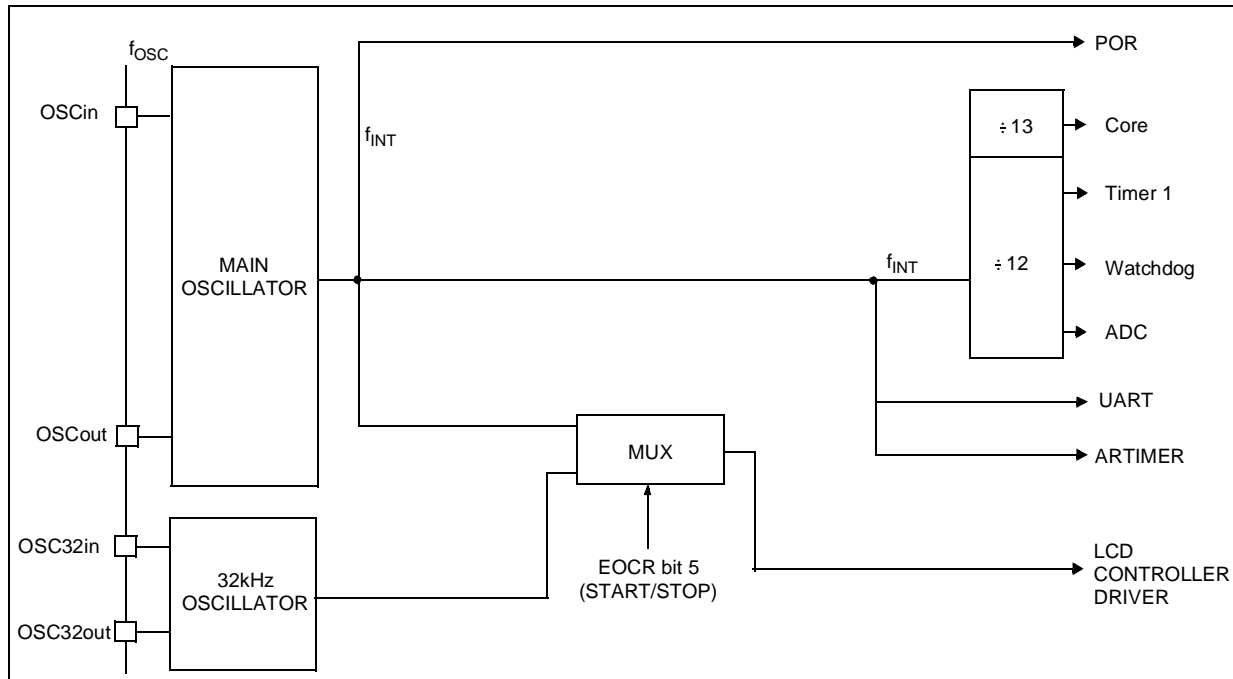 fOSC
POR
OSCin
÷13
Core
fINT
Timer 1
MAIN
OSCILLATOR
fINT
÷12
Watchdog
ADC
UART
OSCout
MUX
ARTIMER
OSC32in
32kHz
OSCILLATOR
EOCR bit 5
(START/STOP)
LCD
CONTROLLER
DRIVER
OSC32out